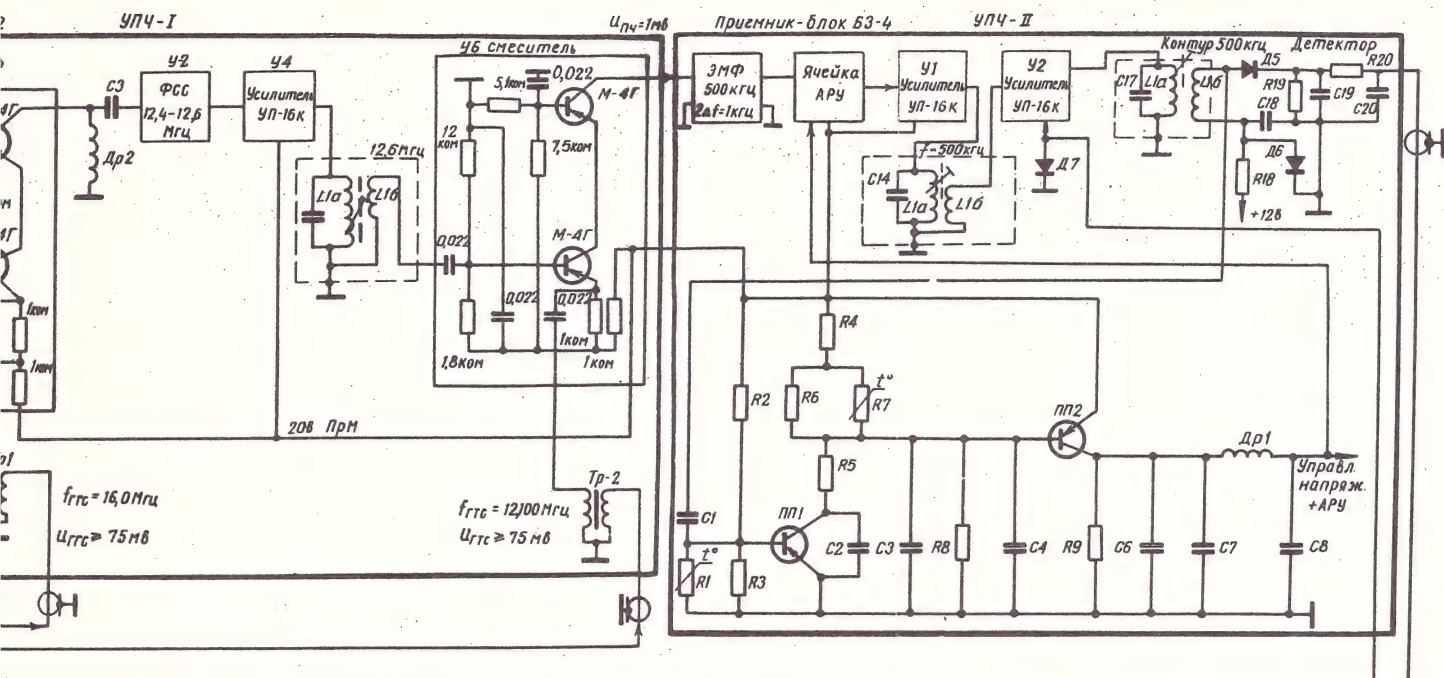 УПЧ-I
Uпч=1мв
Приемник-блок Б3-4
УПЧ-II
У2
У4
У6 смеситель
С3
ФСС
12,4-12,6
Мгц
Усилитель
УП-16к
Др2
12,6Мгц
L1а
L1б
5,1ком
0,022
М-4Г
12
ком
7,5ком
0,022
М-4Г
0,022
0,022
1ком
1,8ком
1ком
1ком
1ком
20в ПрМ
fгтс = 16,0Мгц
Uгтс ≥ 75мв
fгтс = 12,100Мгц
Uгтс ≥ 75мв
Тр-2
ЭМФ
500кгц
2Δf=1кгц
Ячейка
АРУ
У1
Усилитель
УП-16к
У2
Усилитель
УП-16к
Контур 500кгц
Детектор
С17
L1а
L1б
Д5
R19
С18
С19
R20
С20
Д6
R18
+12в
Д7
f-500кгц
С14
L1а
L1б
R4
R6
t°
R7
R2
R5
ПП2
Др1
Управл.
напряж.
+АРУ
С1
ПП1
t°
R1
R3
С2
С3
R8
С4
R9
С6
С7
С8